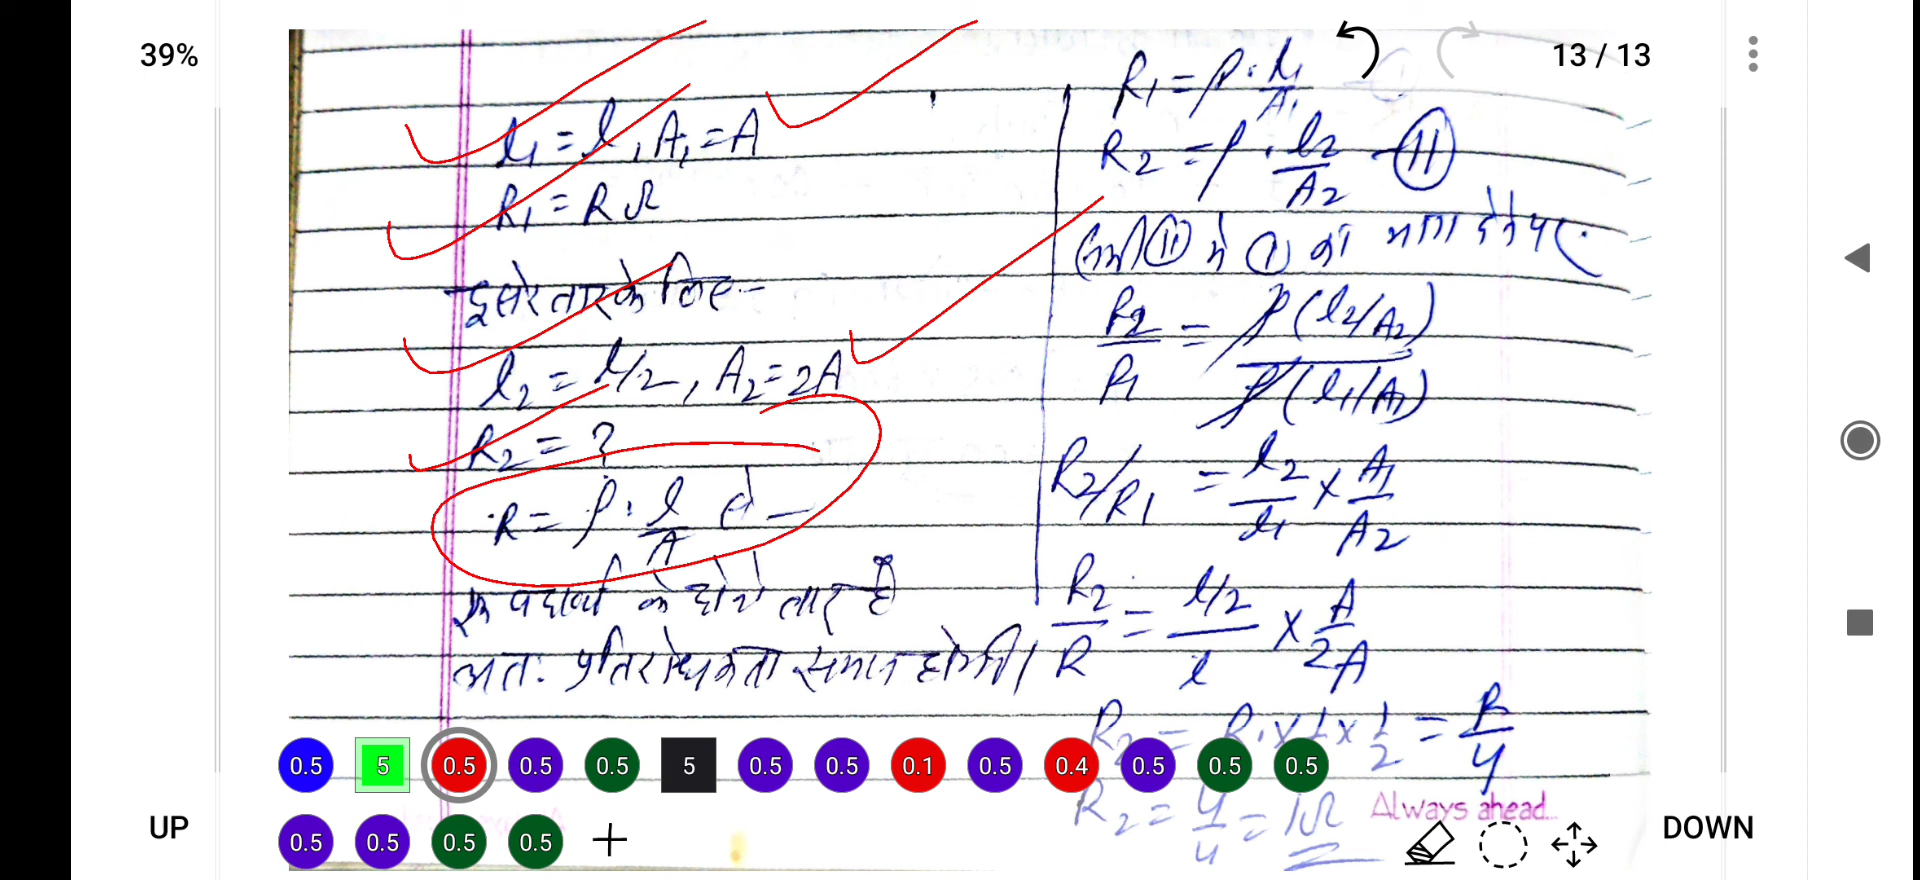 39%
13 / 13
l₁ = l, A₁ = A
R₁ = R Ω
दूसरे तार के लिए -
l₂ = l/2, A₂ = 2A
R₂ = ?
R = ρ · l/A से -
एक पदार्थ के दोनों तार हैं
अतः प्रतिरोधकता समान होगी।
R₁ = ρ · l₁/A₁ - I
R₂ = ρ · l₂/A₂ - II
समी II में I का भाग देने पर
R₂/R₁ = ρ(l₂/A₂)/ρ(l₁/A₁)
R₂/R₁ = l₂/l₁ × A₁/A₂
R₂/R = l/2/l × A/2A
R₂ = R · × 1/2 × 1/2 = R/4
R₂ = 4/4 = 1Ω
Always ahead...
0.5 5 0.5 0.5 0.5 5 0.5 0.5 0.1 0.5 0.4 0.5 0.5 0.5
UP 0.5 0.5 0.5 0.5 + DOWN